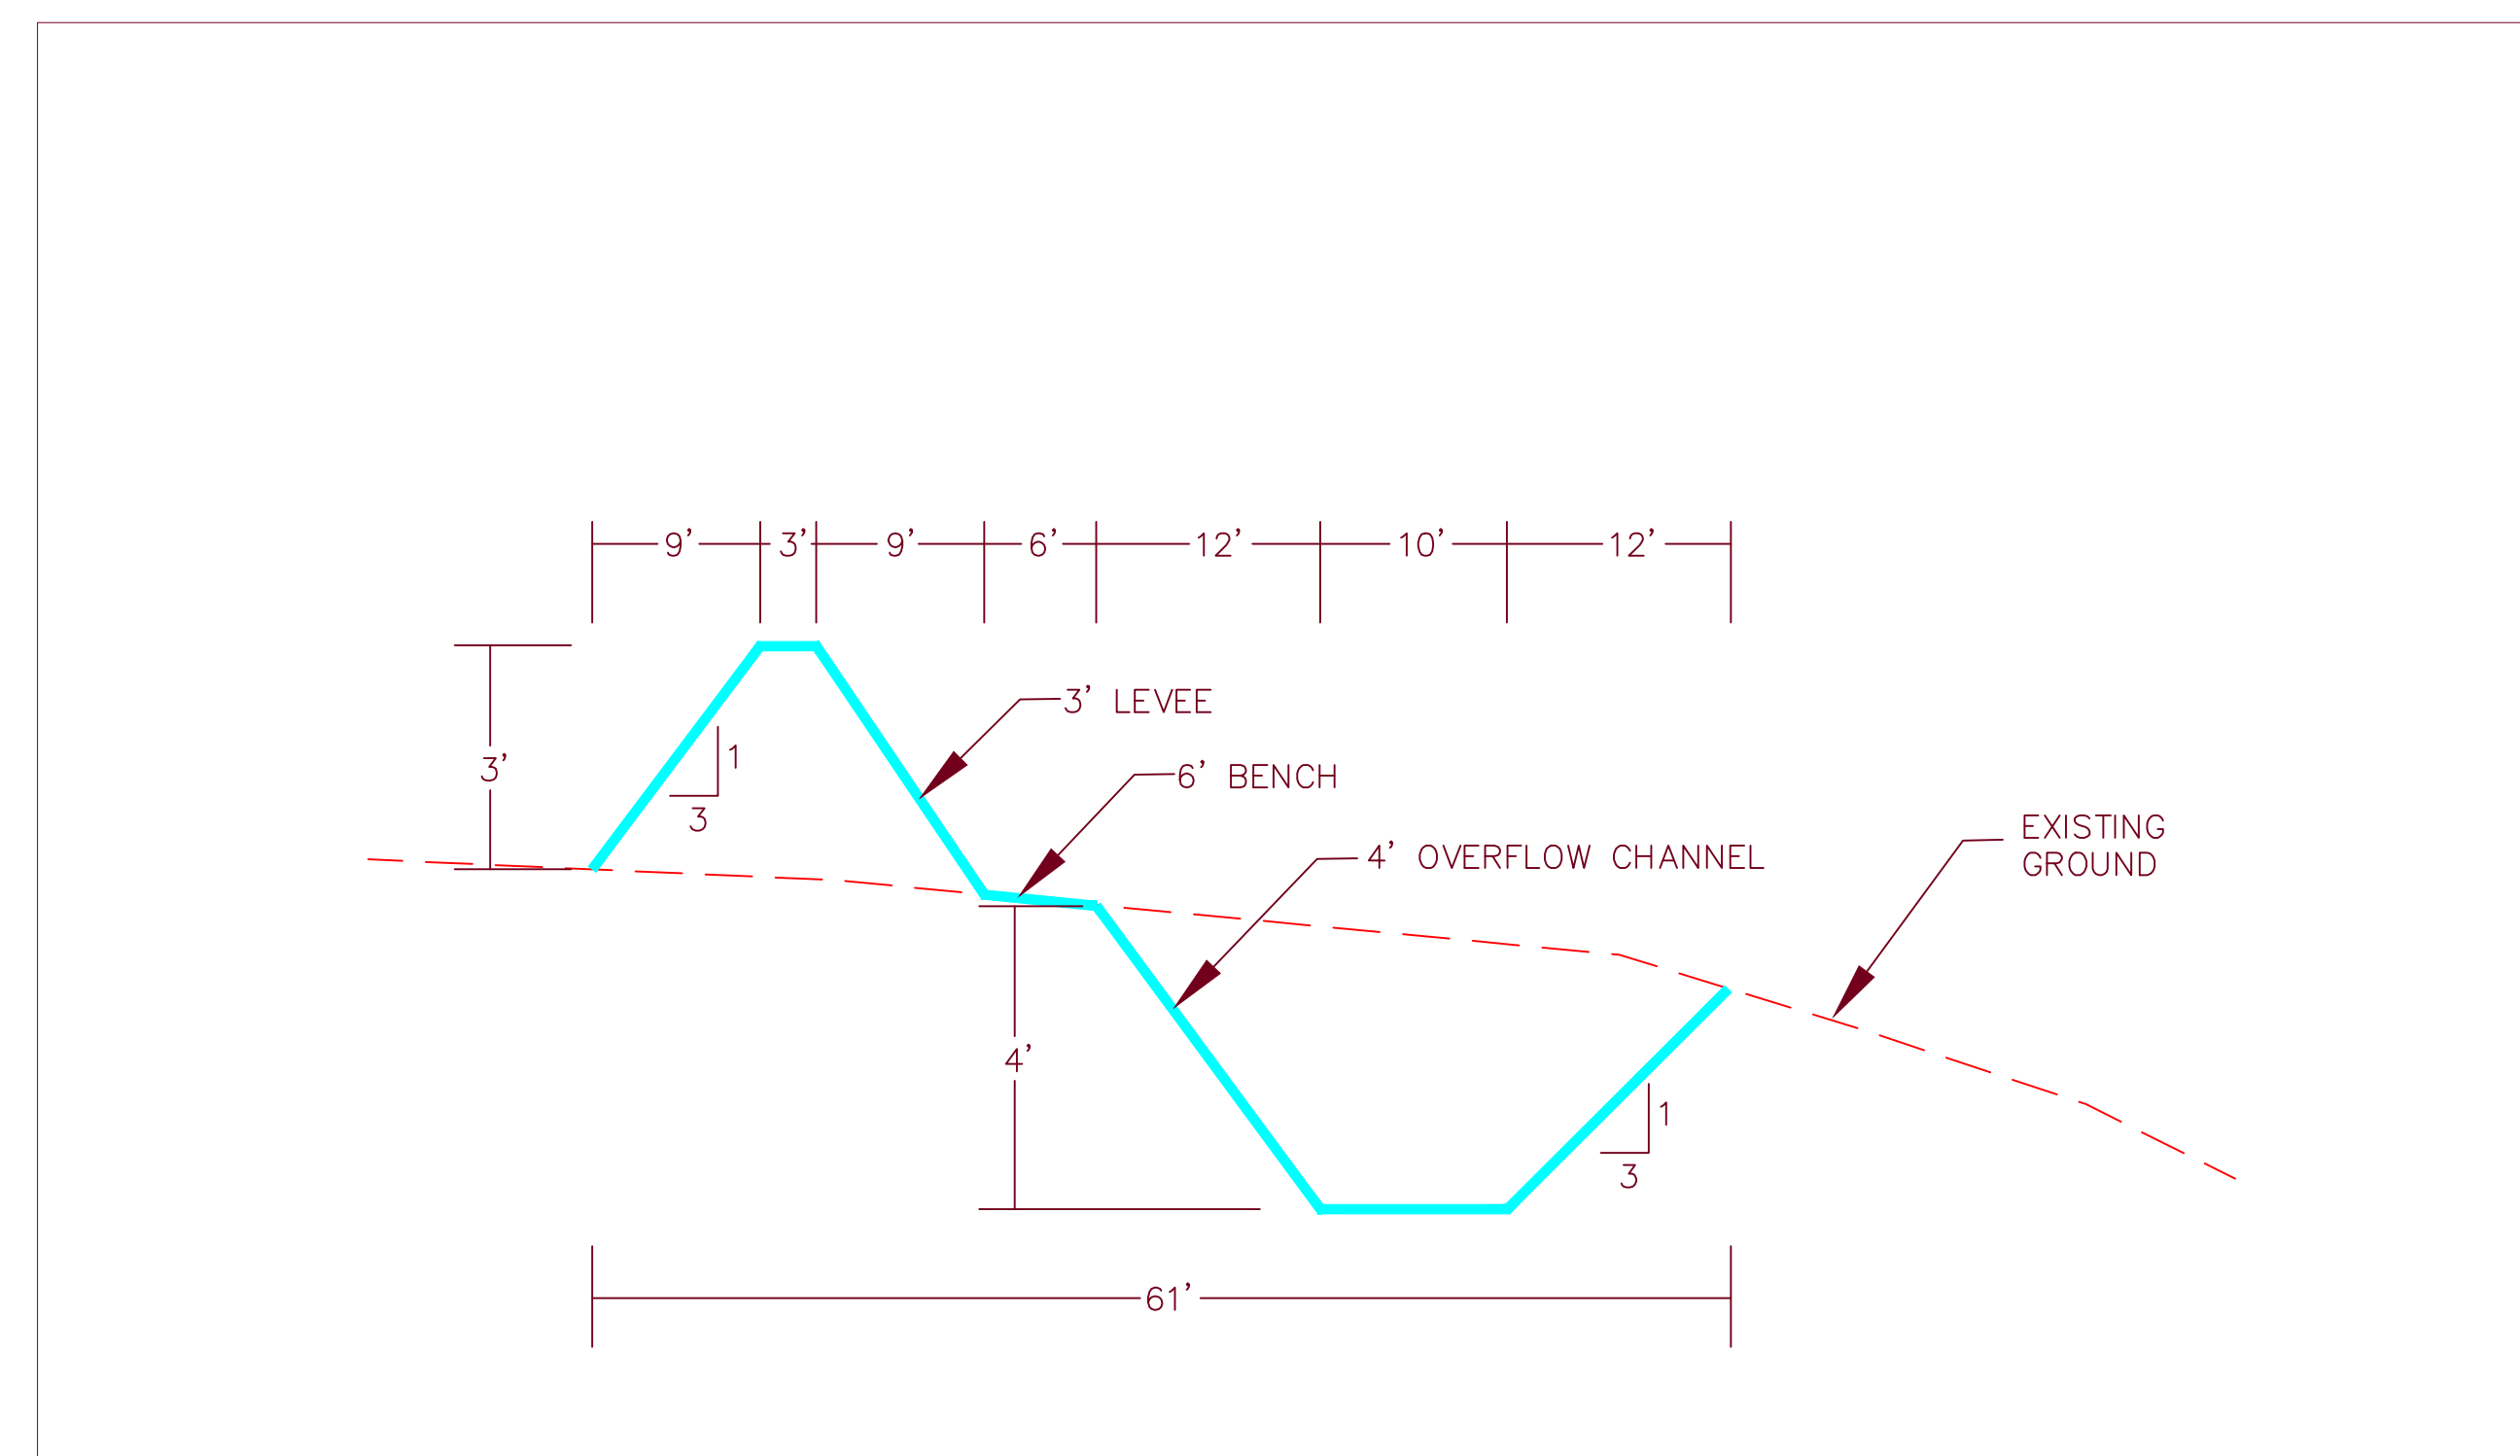 9' 3' 9' 6' 12' 10' 12'
3' LEVEE
1
3'
6' BENCH
3
EXISTING
GROUND
4' OVERFLOW CHANNEL
4'
1
3
61'